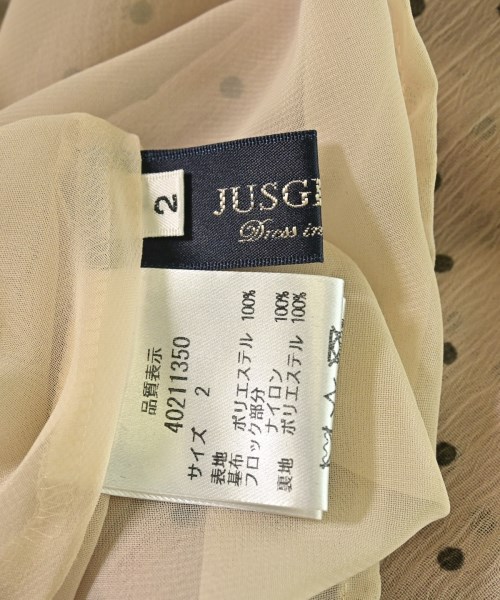 2
JUSGL
Dress in
品質表示
40211350
サイズ 2
表地
基布 ポリエステル 100%
フロック部分
ナイロン 100%
裏地 ポリエステル 100%